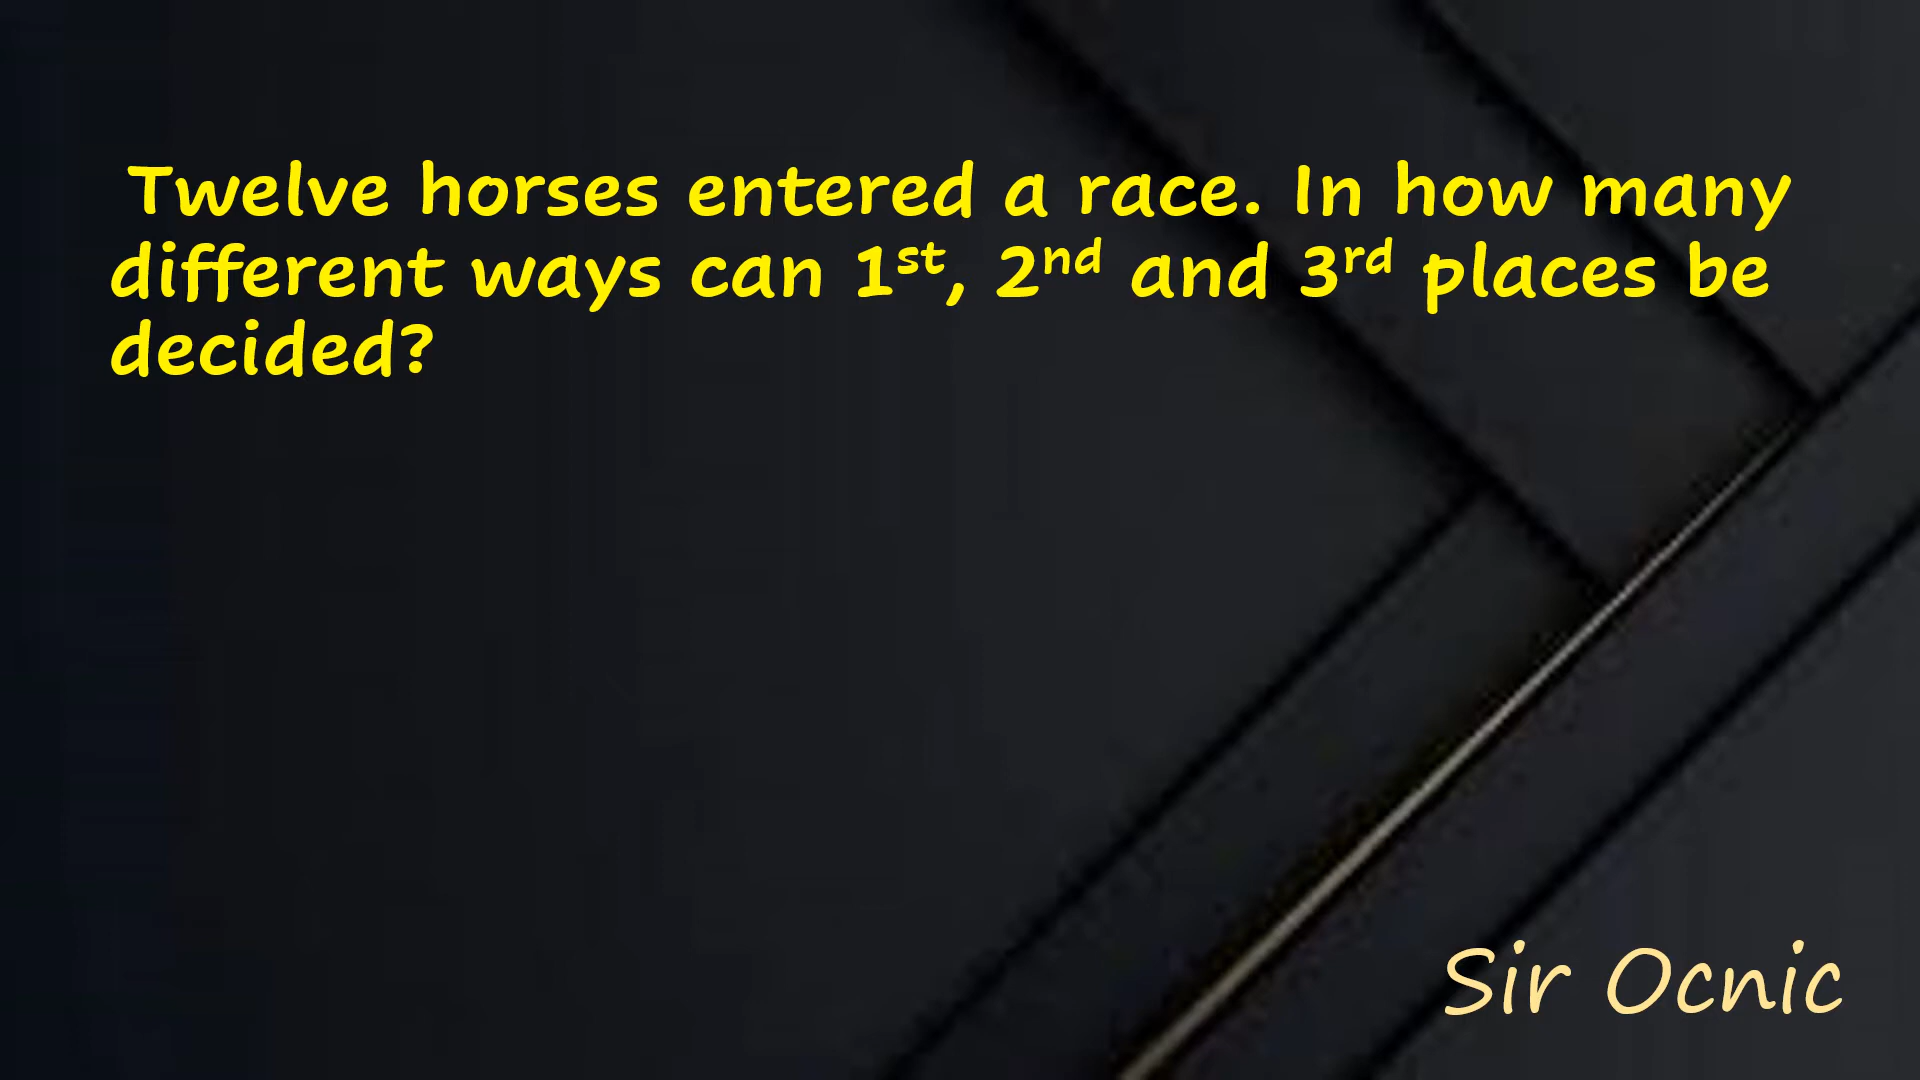 Twelve horses entered a race. In how many
different ways can 1st, 2nd and 3rd places be
decided?
Sir Ocnic